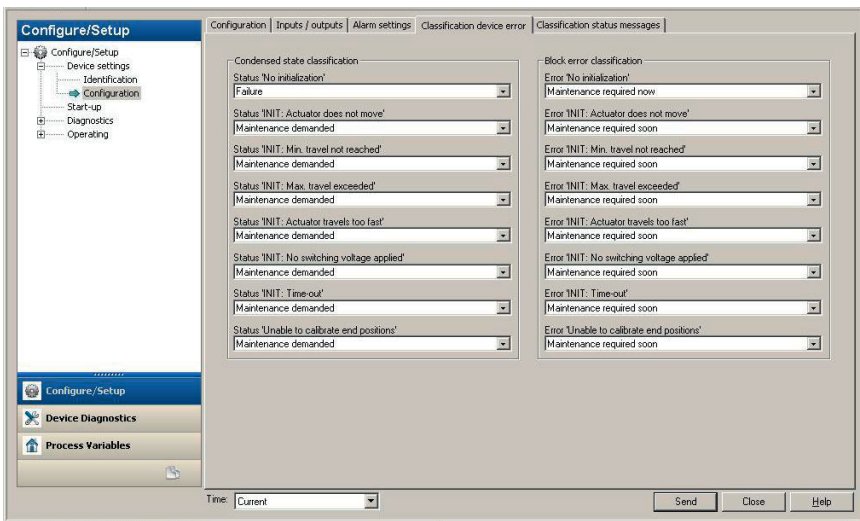 Configure/Setup
Configure/Setup
Device settings
Identification
Configuration
Start-up
Diagnostics
Operating
Configure/Setup
Device Diagnostics
Process Variables
Configuration
Inputs / outputs
Alarm settings
Classification device error
Classification status messages
Condensed state classification
Status 'No initialization'
Failure
Status 'INIT: Actuator does not move'
Maintenance demanded
Status 'INIT: Min. travel not reached'
Maintenance demanded
Status 'INIT: Max. travel exceeded'
Maintenance demanded
Status 'INIT: Actuator travels too fast'
Maintenance demanded
Status 'INIT: No switching voltage applied'
Maintenance demanded
Status 'INIT: Time-out'
Maintenance demanded
Status 'Unable to calibrate end positions'
Maintenance demanded
Block error classification
Error 'No initialization'
Maintenance required now
Error 'INIT: Actuator does not move'
Maintenance required soon
Error 'INIT: Min. travel not reached'
Maintenance required soon
Error 'INIT: Max. travel exceeded'
Maintenance required soon
Error 'INIT: Actuator travels too fast'
Maintenance required soon
Error 'INIT: No switching voltage applied'
Maintenance required soon
Error 'INIT: Time-out'
Maintenance required soon
Error 'Unable to calibrate end positions'
Maintenance required soon
Time: Current
Send
Close
Help